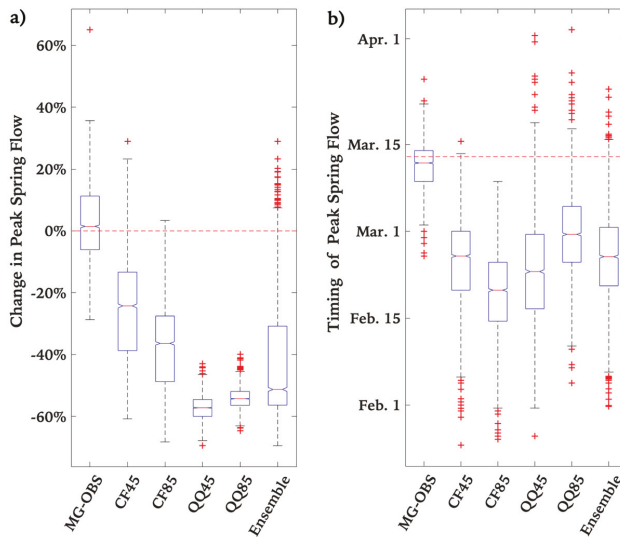 a)
Change in Peak Spring Flow
60%
40%
20%
0%
-20%
-40%
-60%
MG-OBS
CF45
CF85
QQ45
QQ85
Ensemble
b)
Timing of Peak Spring Flow
Apr. 1
Mar. 15
Mar. 1
Feb. 15
Feb. 1
MG-OBS
CF45
CF85
QQ45
QQ85
Ensemble